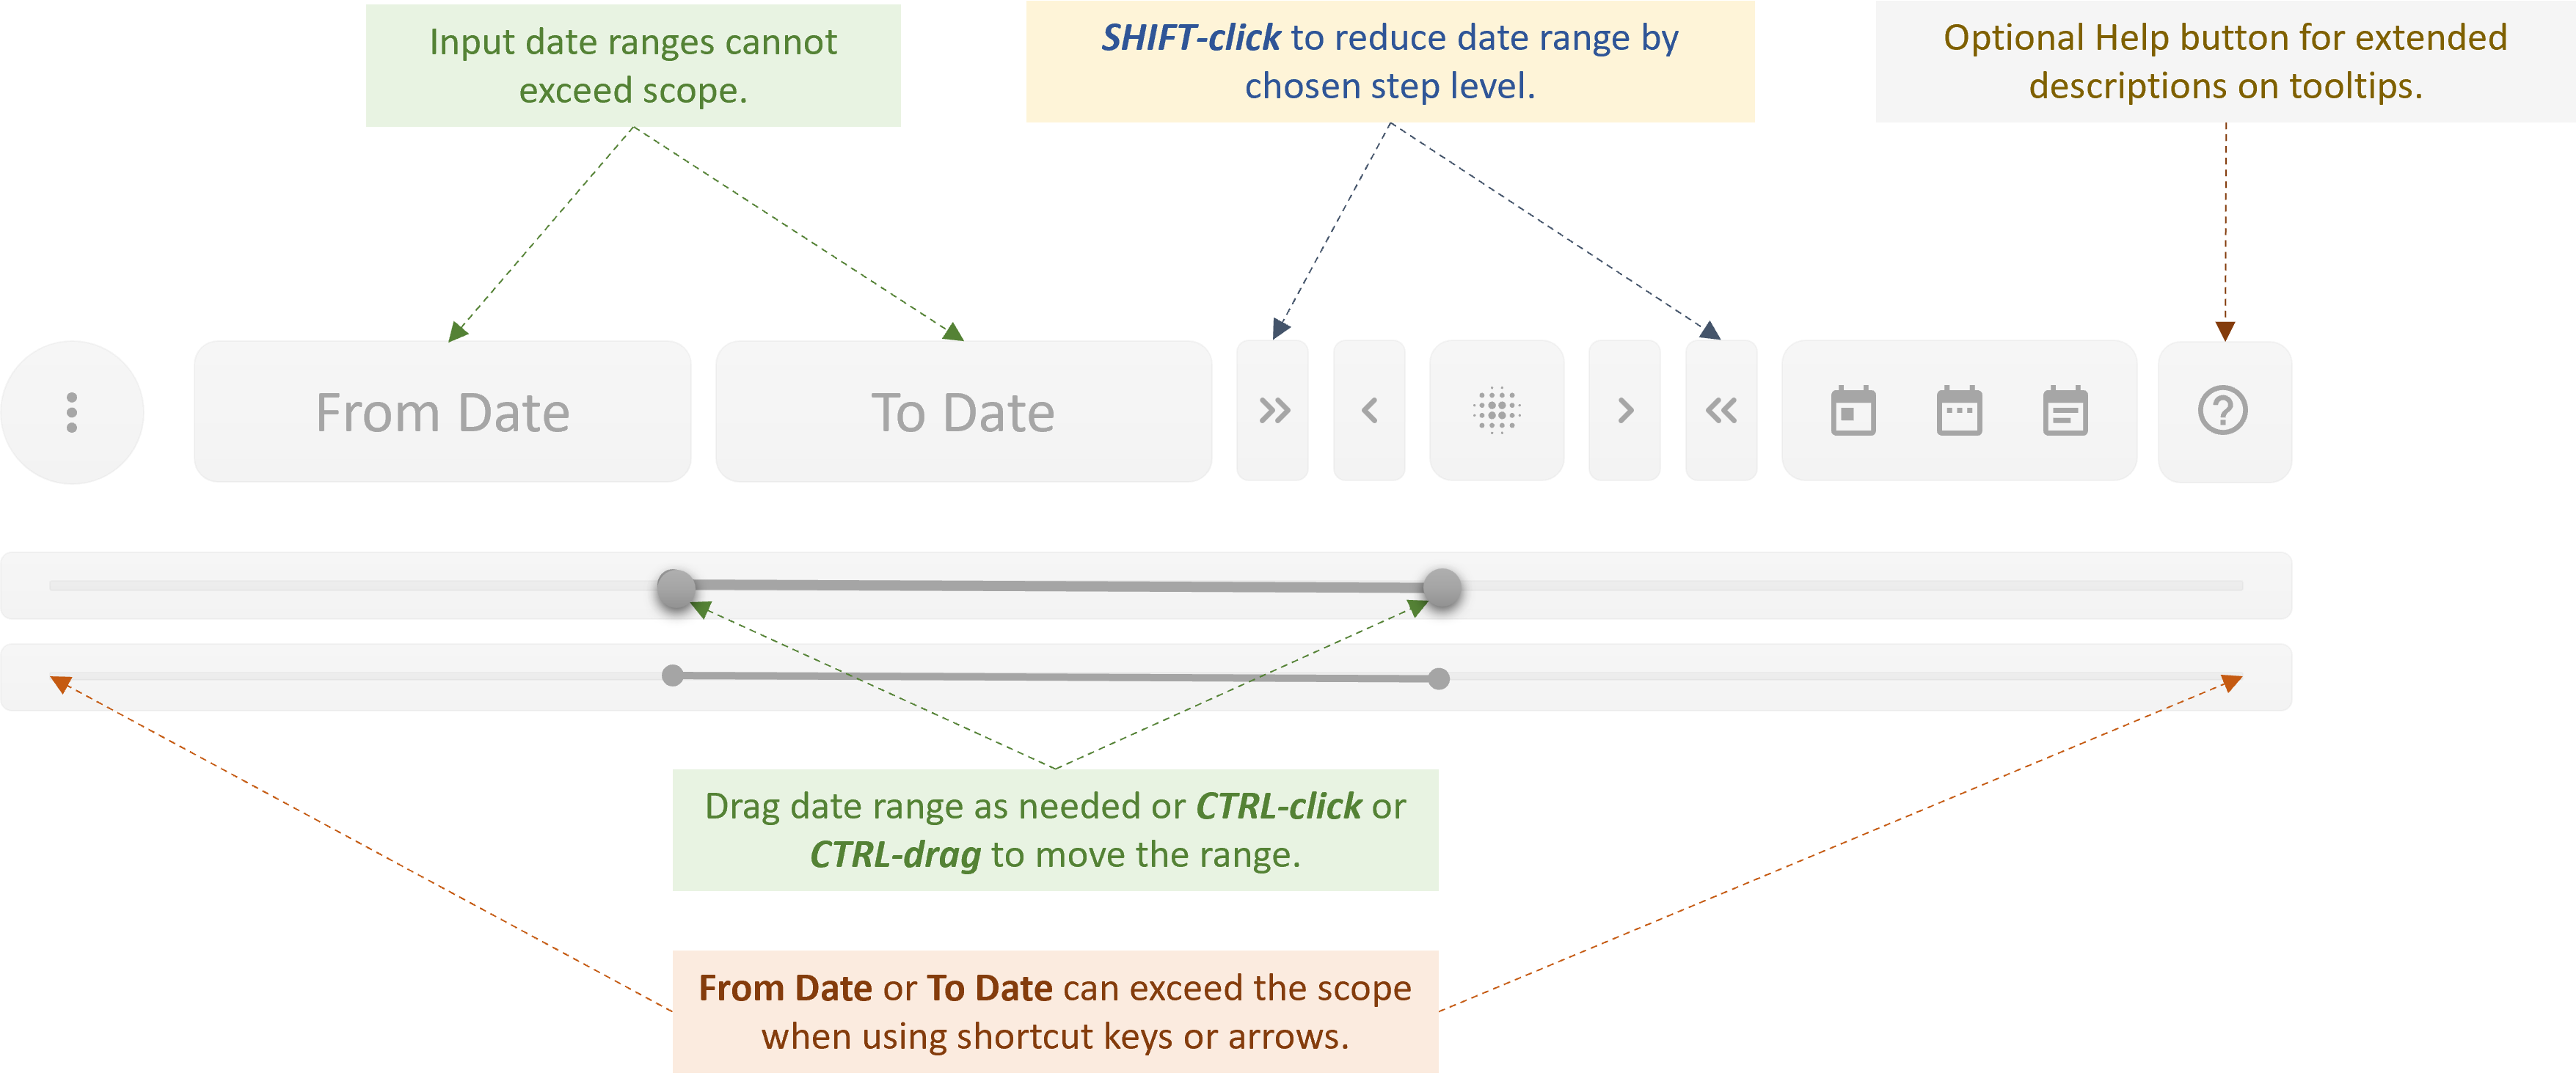 Input date ranges cannot
exceed scope.
SHIFT-click to reduce date range by
chosen step level.
Optional Help button for extended
descriptions on tooltips.
From Date
To Date
Drag date range as needed or CTRL-click or
CTRL-drag to move the range.
From Date or To Date can exceed the scope
when using shortcut keys or arrows.